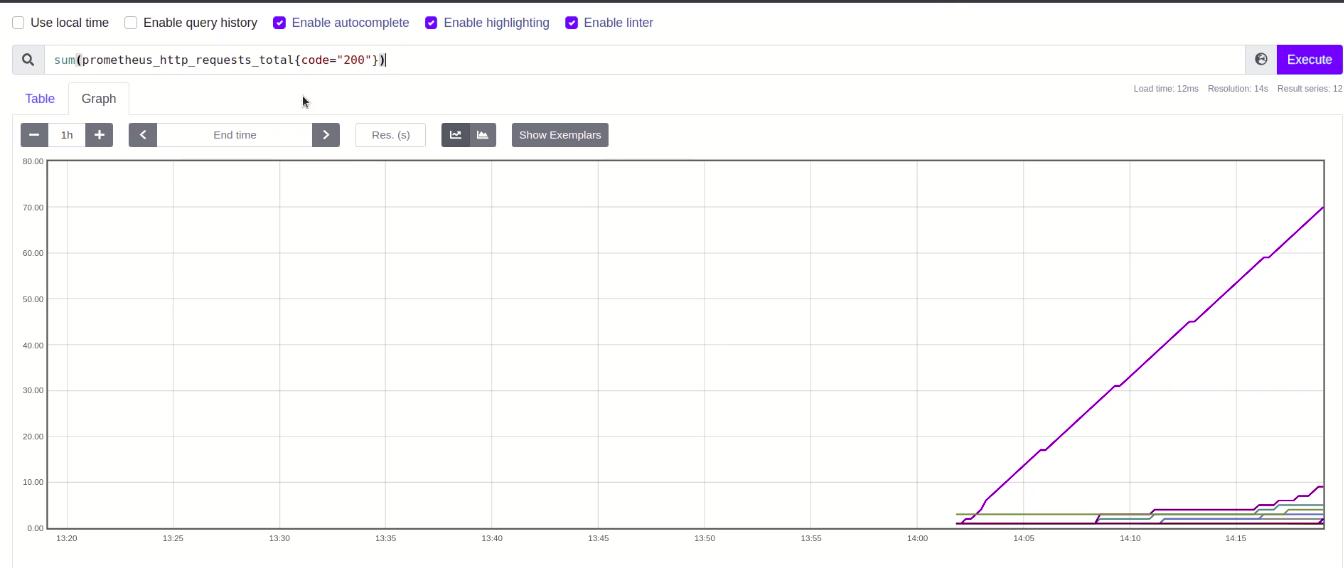 Use local time Enable query history Enable autocomplete Enable highlighting Enable linter
sum(prometheus_http_requests_total{code="200"}) Execute
Load time: 12ms Resolution: 14s Result series: 12
Table Graph
1h End time Res. (s) Show Exemplars
80.00
70.00
60.00
50.00
40.00
30.00
20.00
10.00
0.00
13:20 13:25 13:30 13:35 13:40 13:45 13:50 13:55 14:00 14:05 14:10 14:15